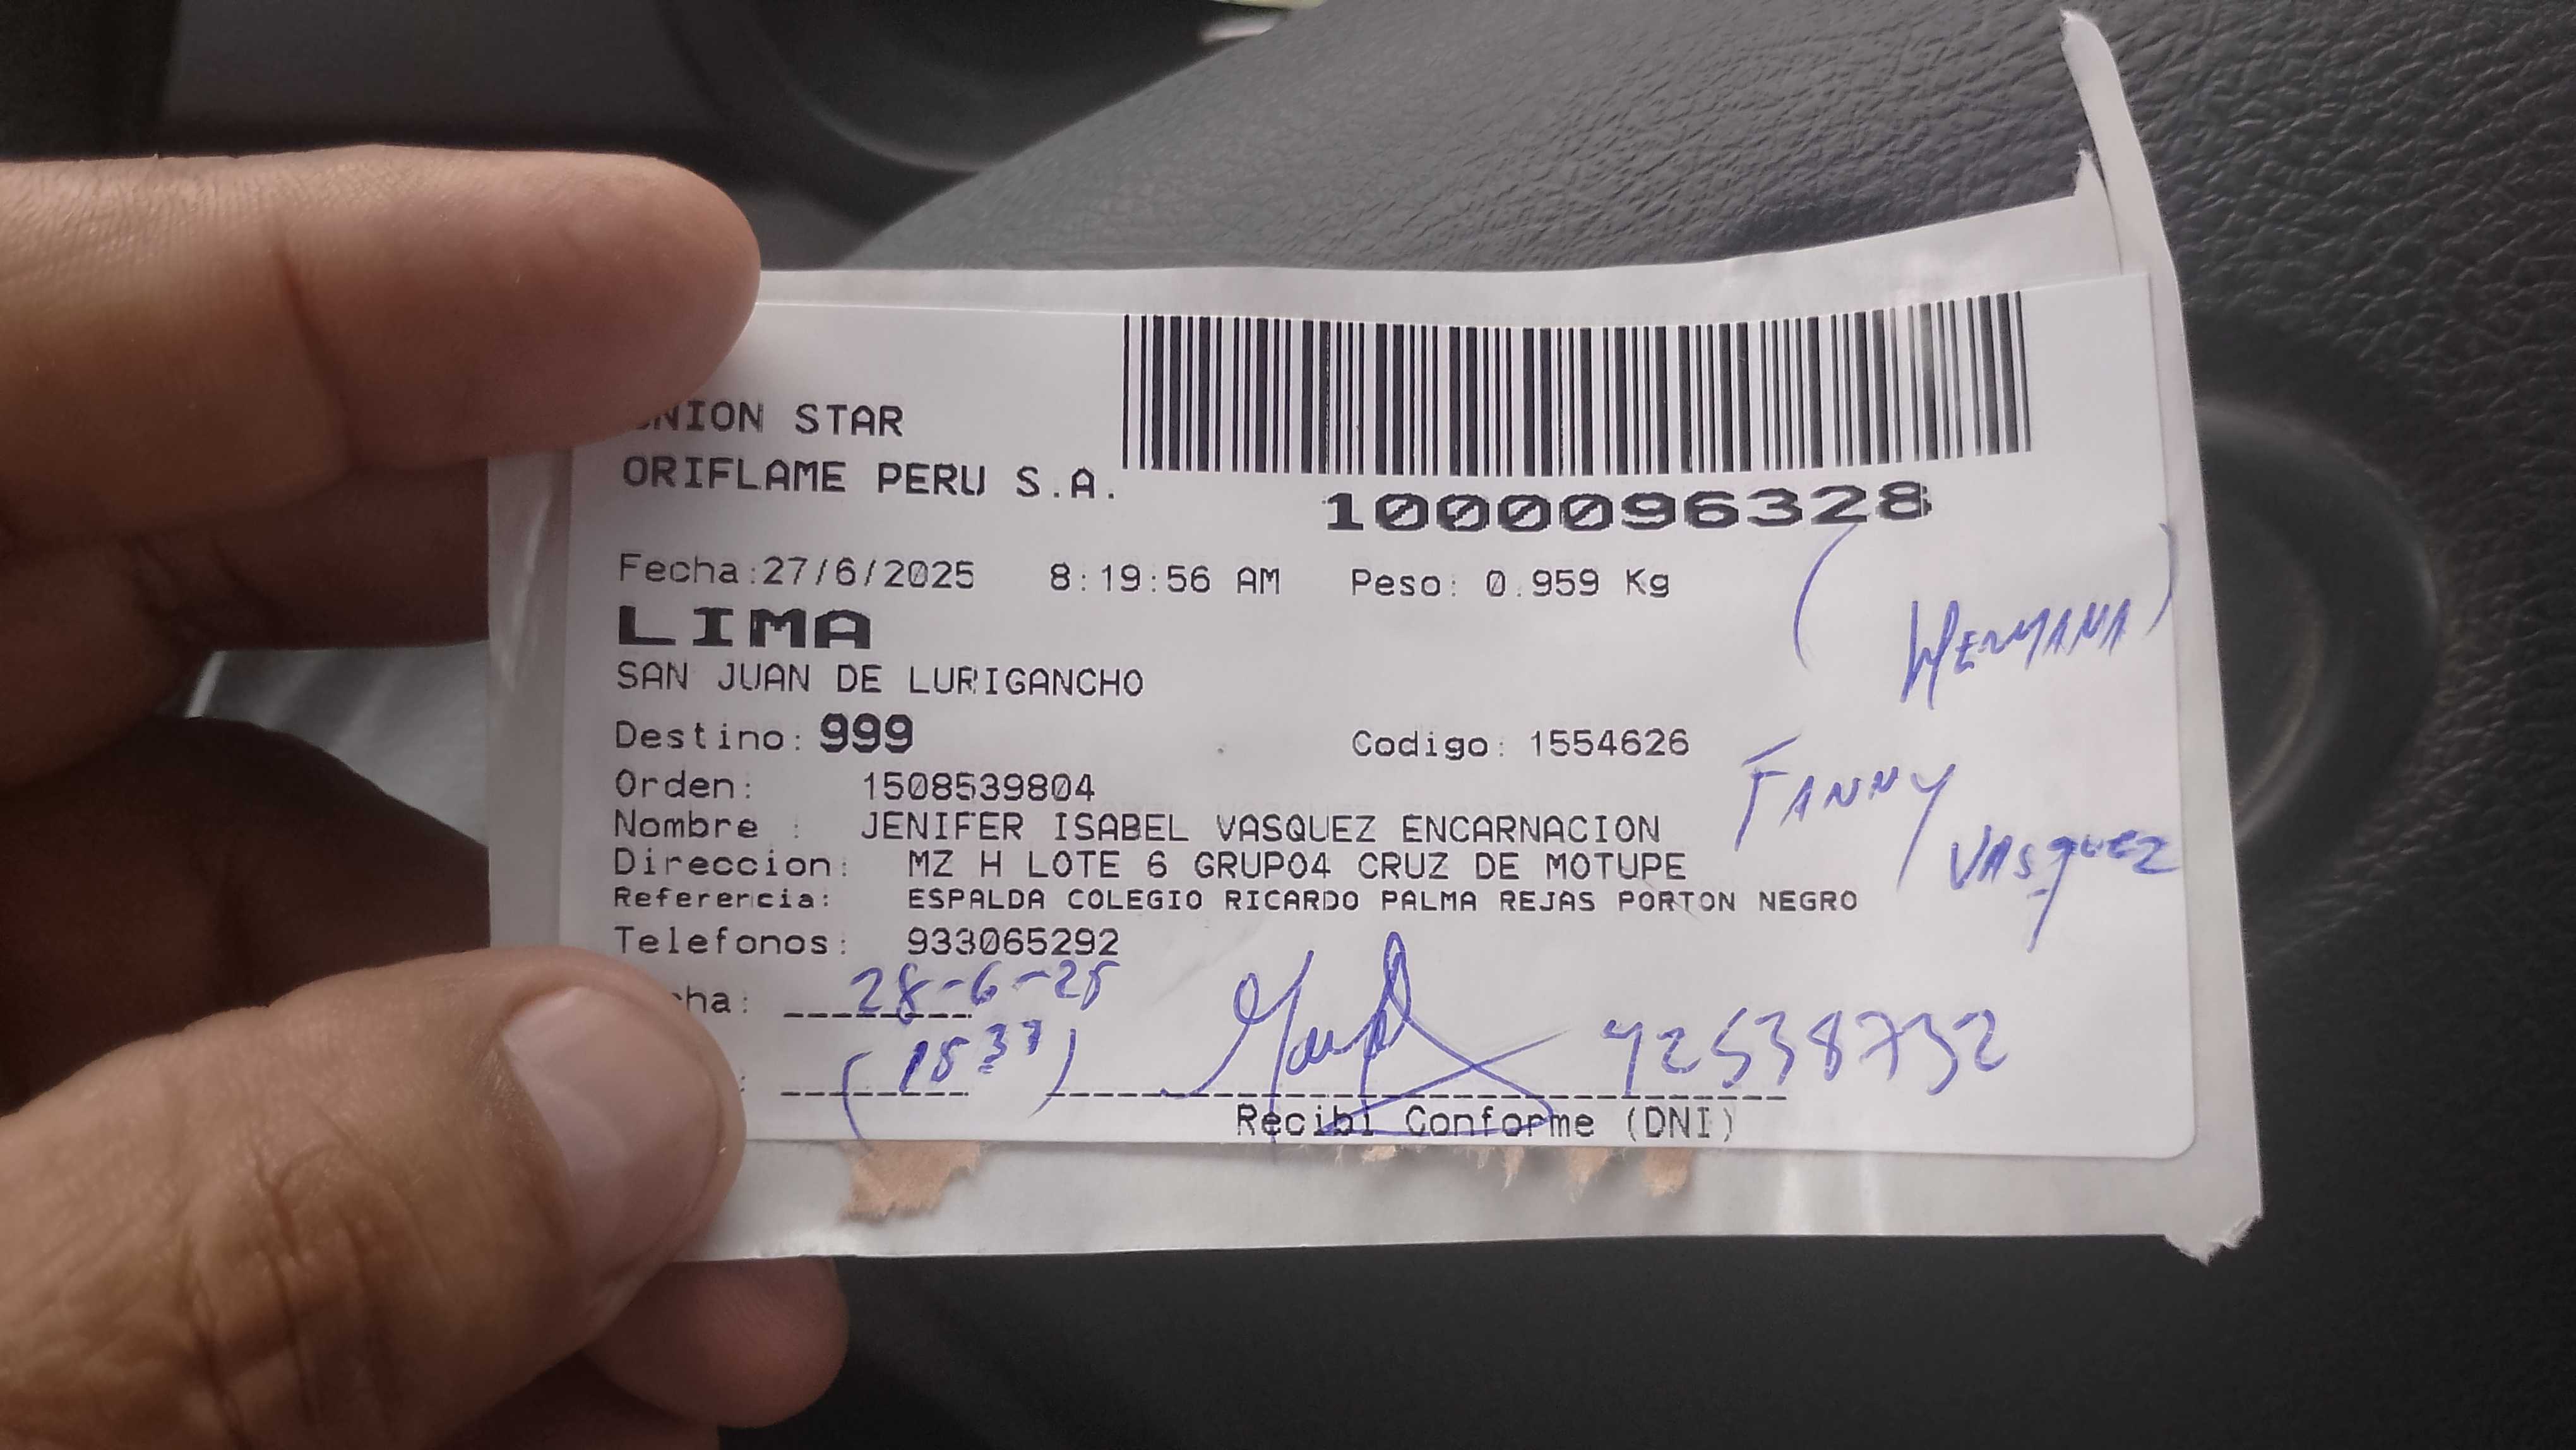 UNION STAR
ORIFLAME PERU S.A.
1000096328
Fecha:27/6/2025 8:19:56 AM Peso: 0.959 Kg
LIMA
(HERMANA)
SAN JUAN DE LURIGANCHO
Destino: 999 Codigo: 1554626
Orden: 1508539804
Nombre : JENIFER ISABEL VASQUEZ ENCARNACION
FANNY
VASQUEZ
Direccion: MZ H LOTE 6 GRUPO4 CRUZ DE MOTUPE
Referencia: ESPALDA COLEGIO RICARDO PALMA REJAS PORTON NEGRO
Telefonos: 933065292
cha: 28-6-25
: (15 37) 72538732
Recibi Conforme (DNI)